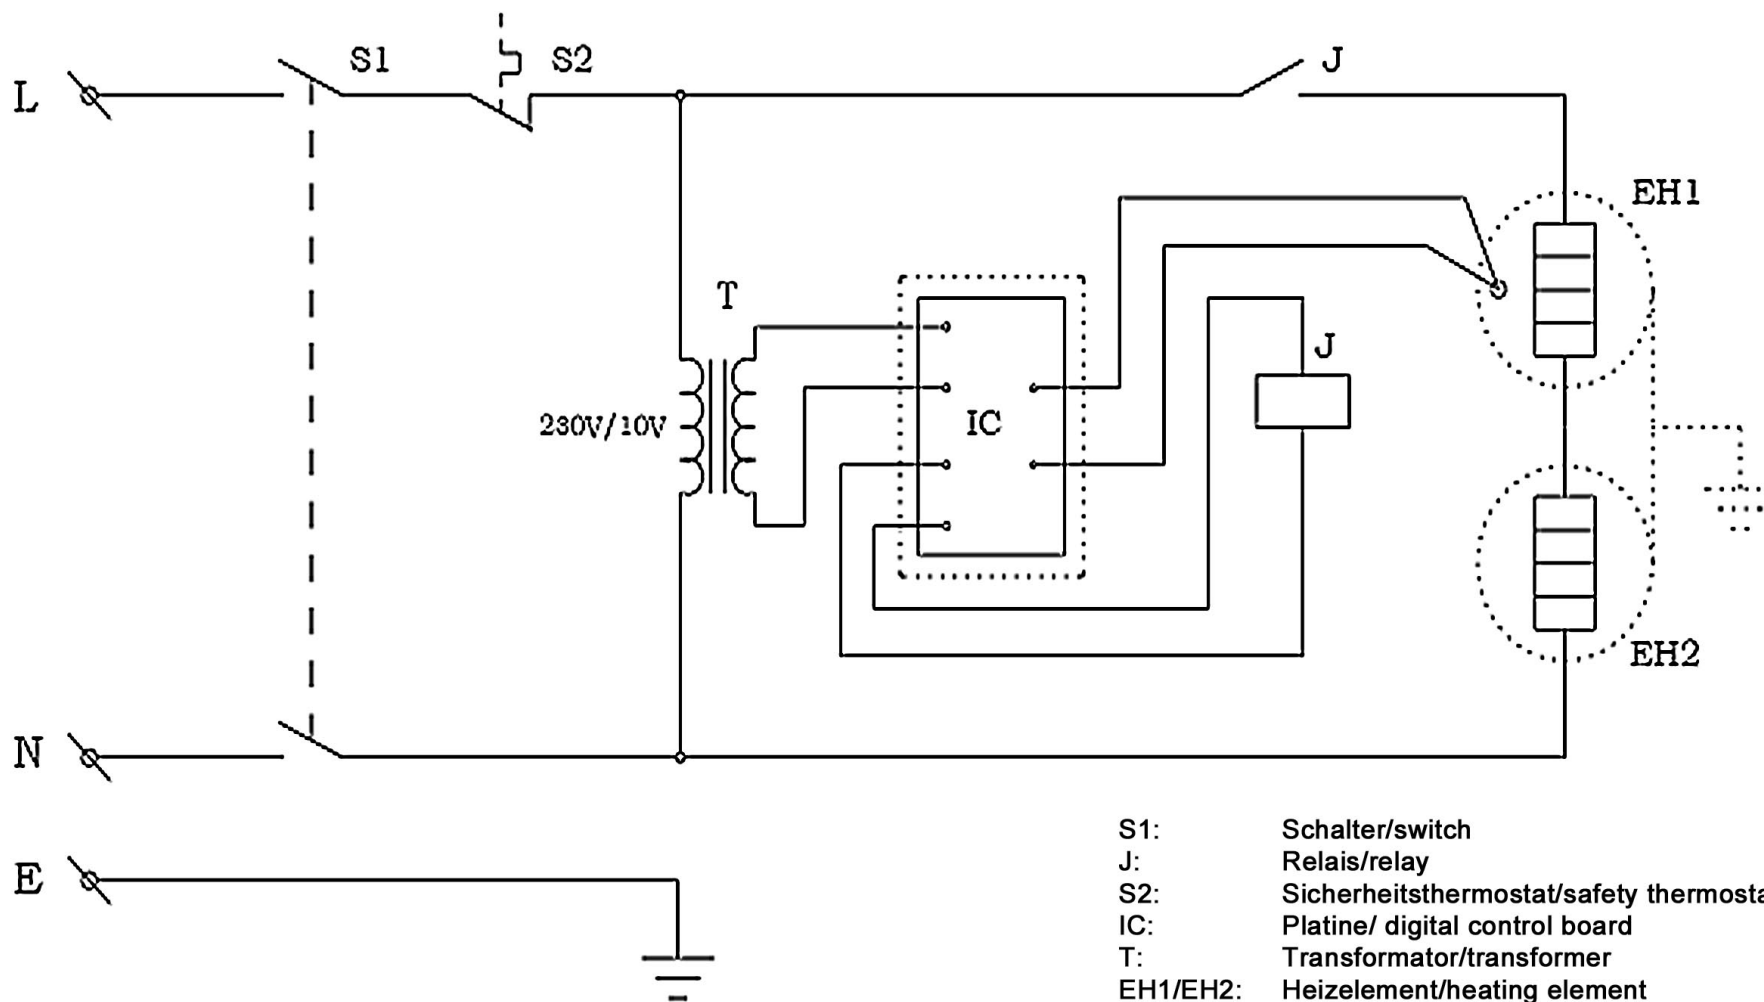 L
S1
S2
J
EH1
T
J
230V/10V
IC
EH2
N
E
S1: Schalter/switch
J: Relais/relay
S2: Sicherheitsthermostat/safety thermosta
IC: Platine/ digital control board
T: Transformator/transformer
EH1/EH2: Heizelement/heating element